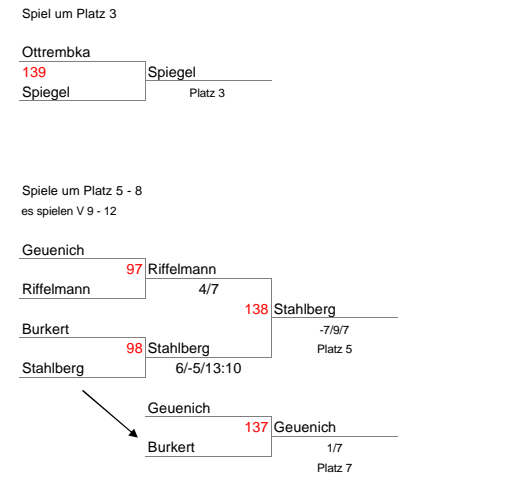 Spiel um Platz 3
Ottrembka
139 Spiegel
Spiegel Platz 3
Spiele um Platz 5 - 8
es spielen V 9 - 12
Geuenich
97 Riffelmann
Riffelmann 4/7
138 Stahlberg
Burkert -7/9/7
98 Stahlberg Platz 5
Stahlberg 6/-5/13:10
Geuenich
137 Geuenich
Burkert 1/7
Platz 7